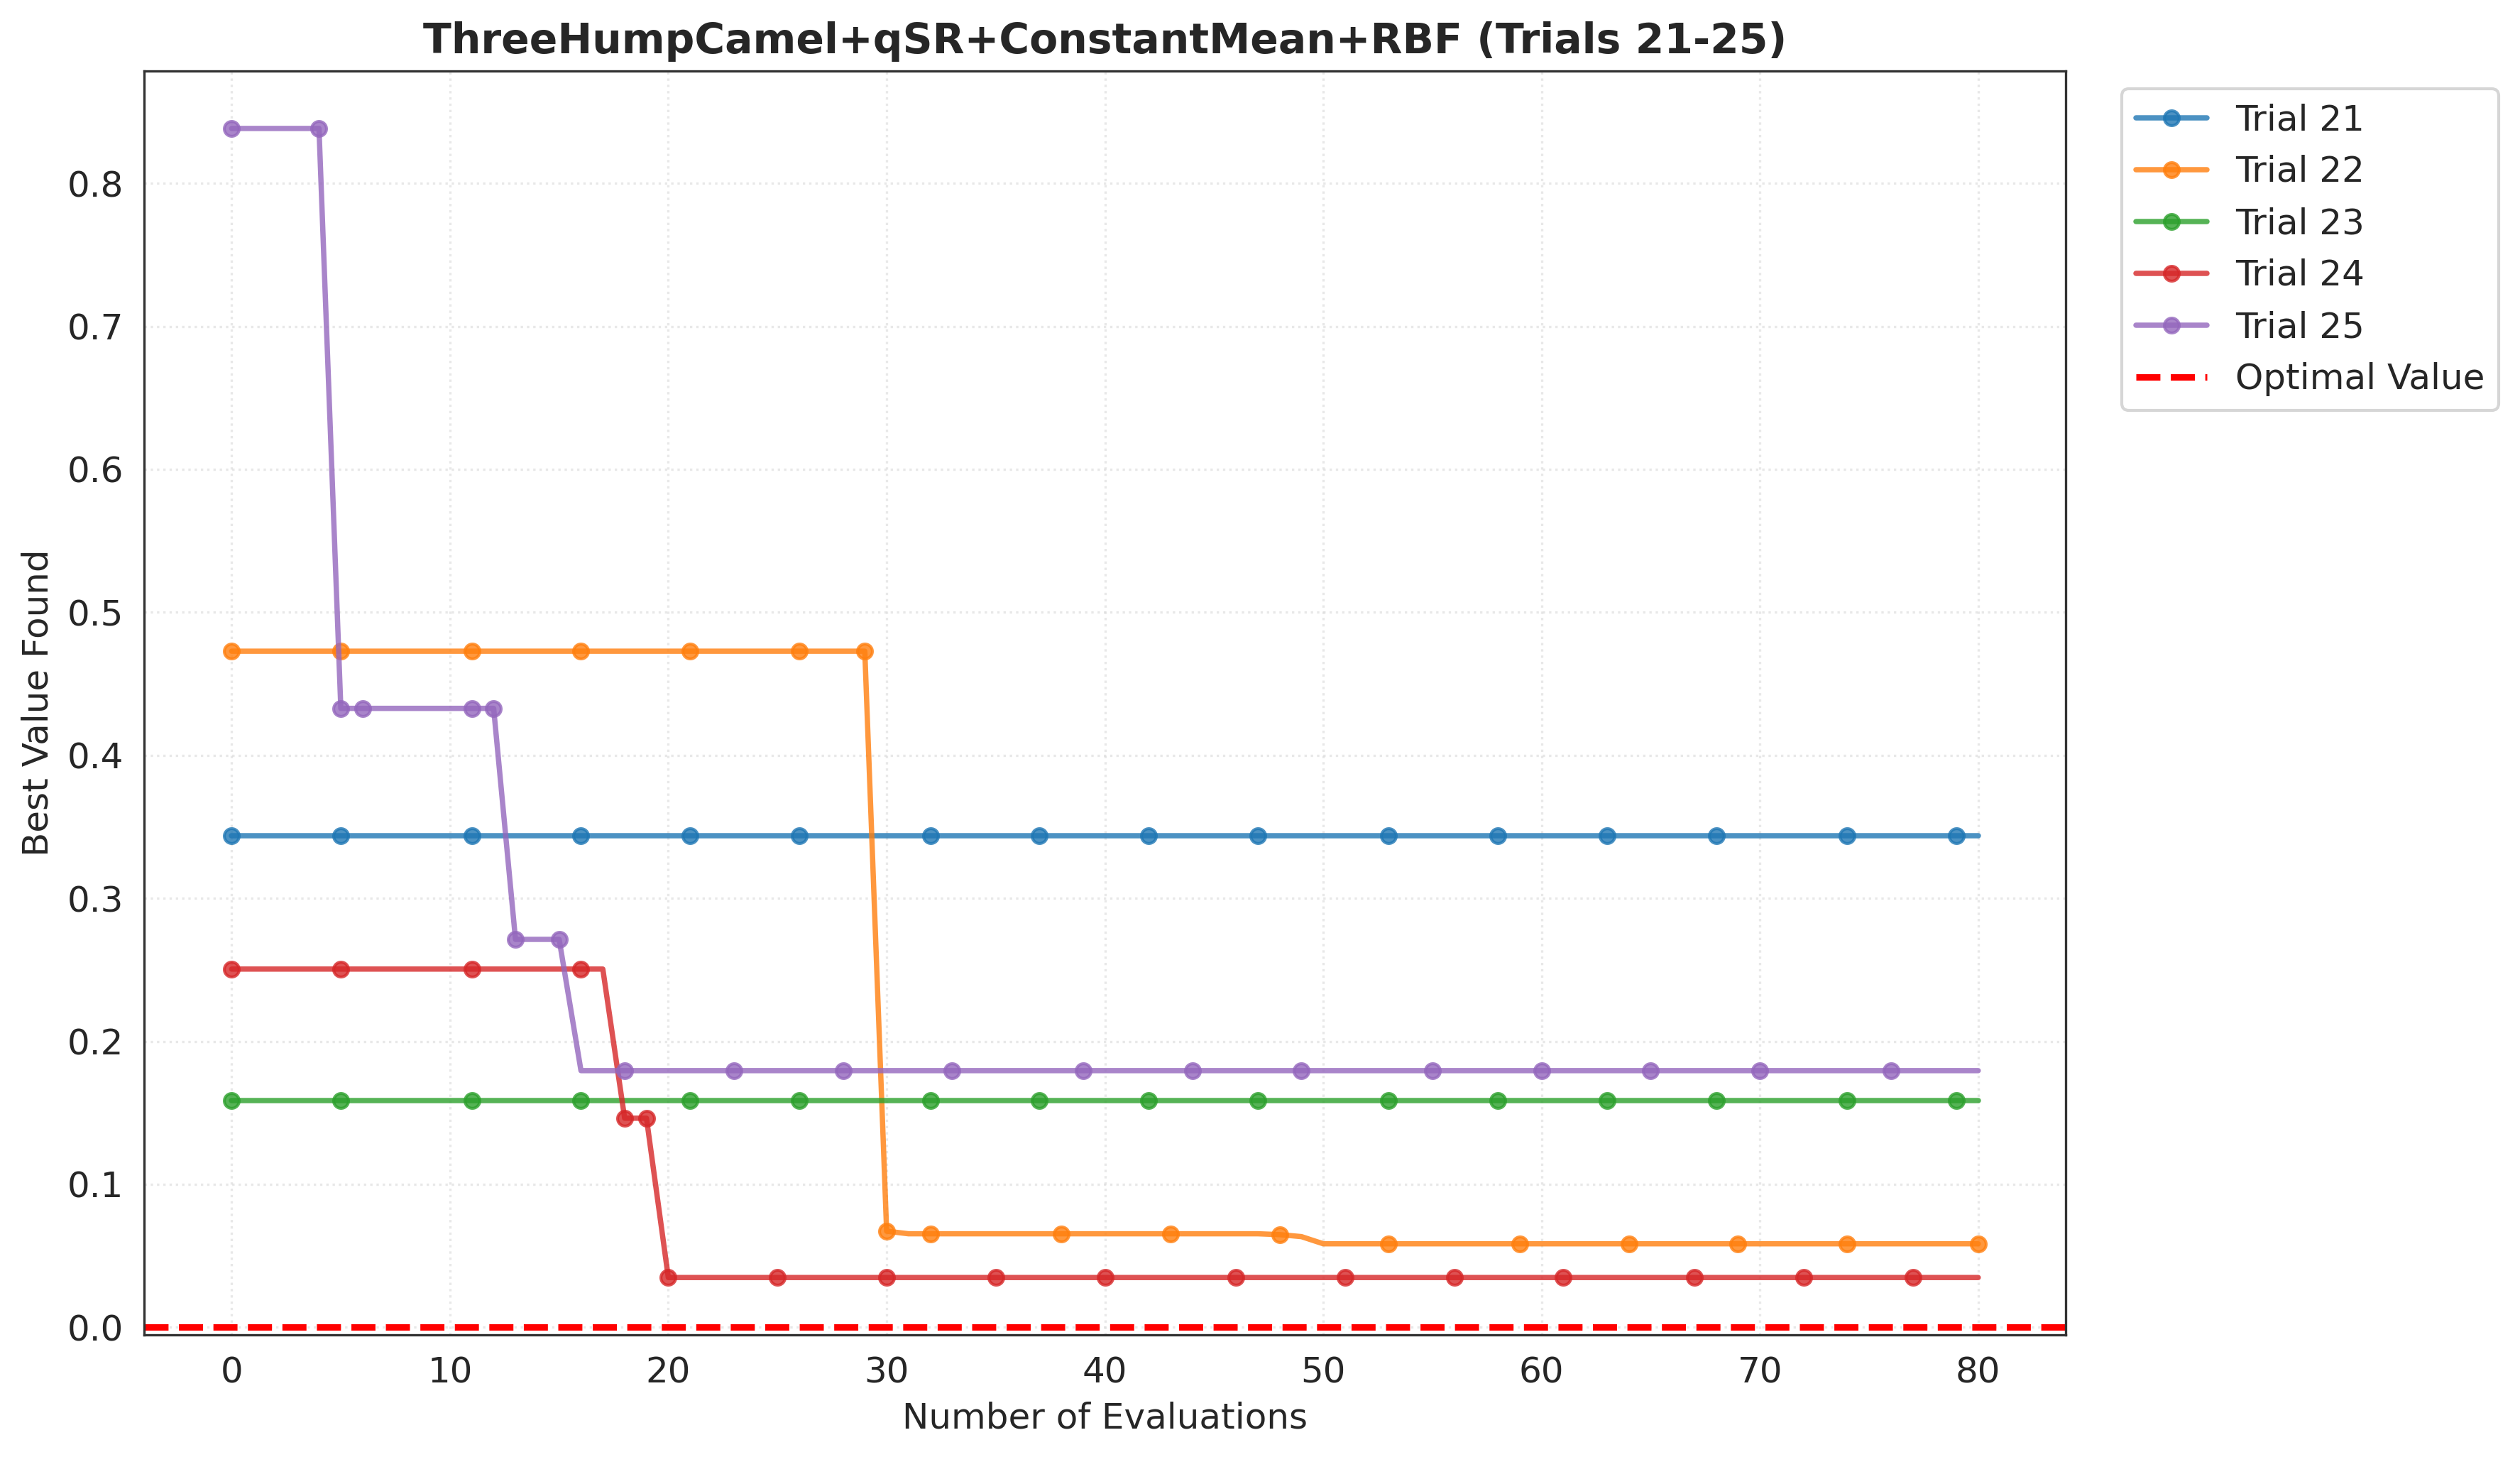 ThreeHumpCamel+qSR+ConstantMean+RBF (Trials 21-25)
Best Value Found
0.8
0.7
0.6
0.5
0.4
0.3
0.2
0.1
0.0
0 10 20 30 40 50 60 70 80
Number of Evaluations
Trial 21
Trial 22
Trial 23
Trial 24
Trial 25
Optimal Value